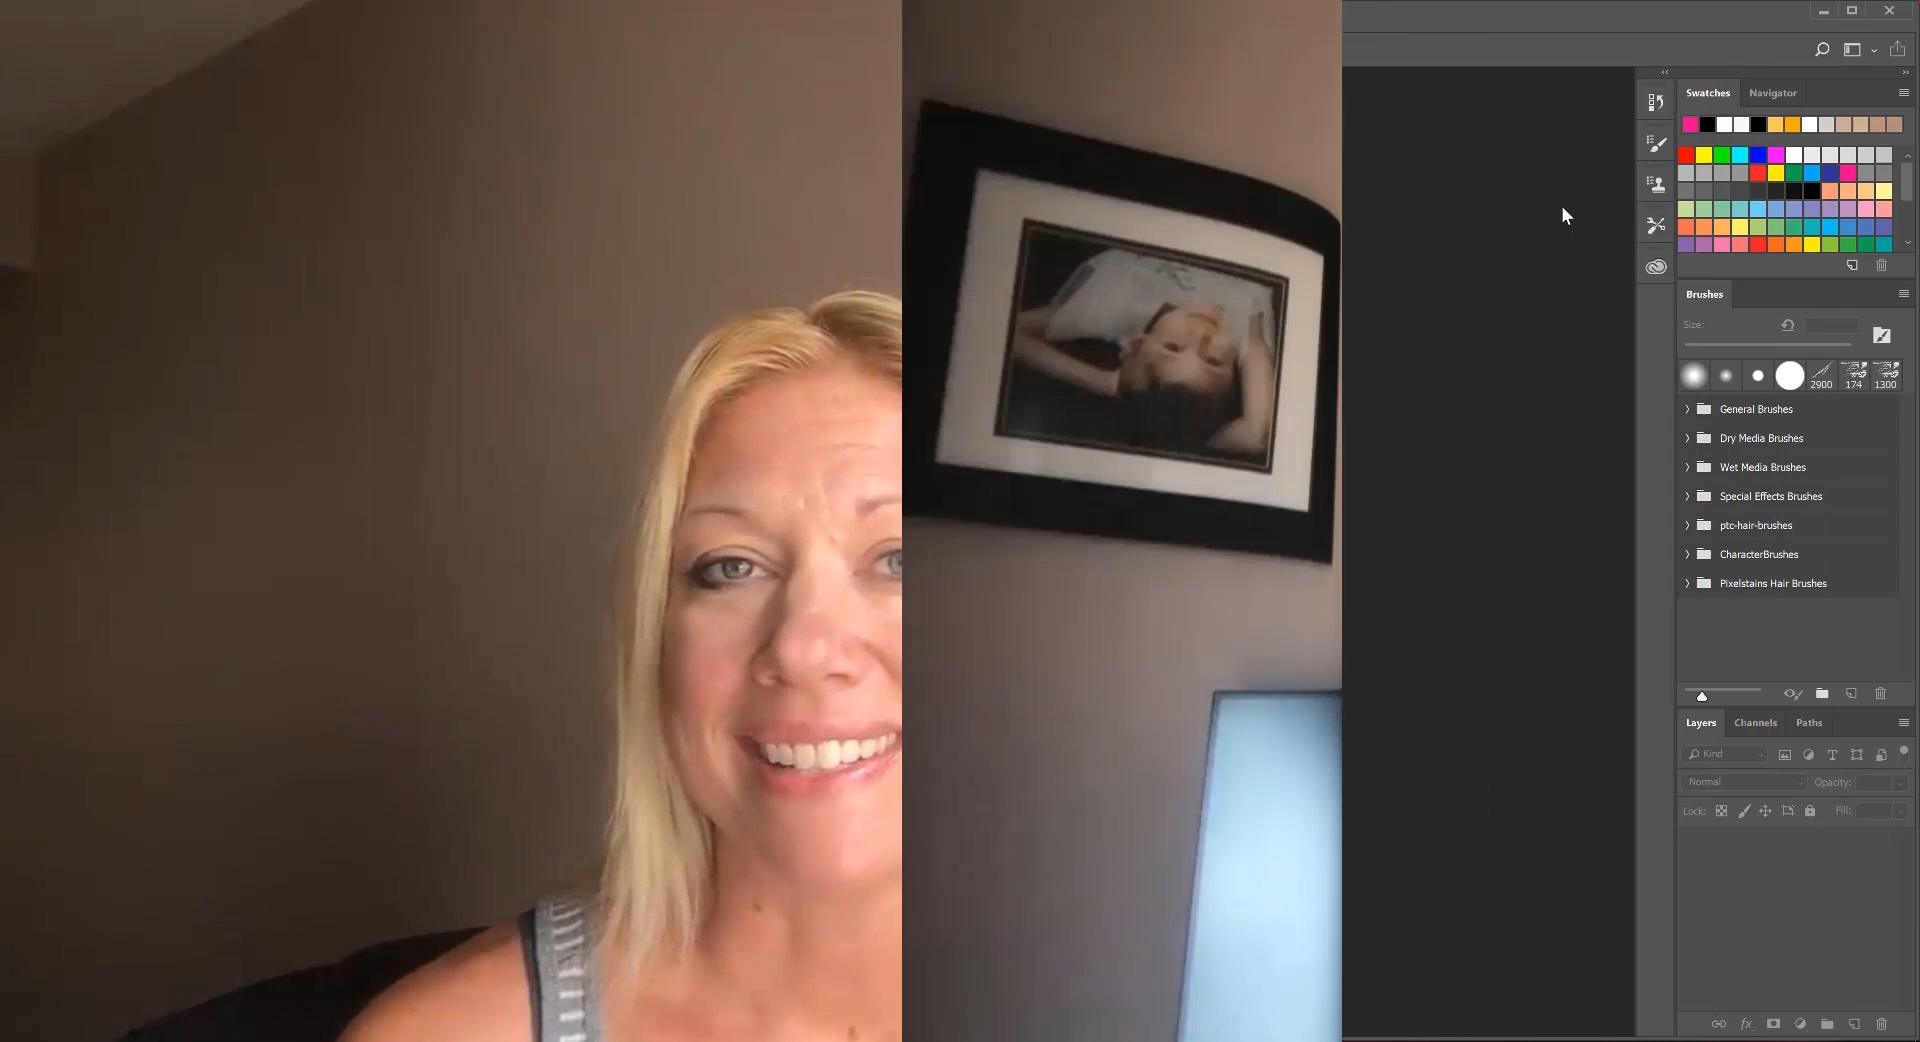 Swatches Navigator
Brushes
Size:
2900 174 1300
General Brushes
Dry Media Brushes
Wet Media Brushes
Special Effects Brushes
ptc-hair-brushes
CharacterBrushes
Pixelstains Hair Brushes
Layers Channels Paths
Kind
Normal Opacity:
Lock: Fill:
fx